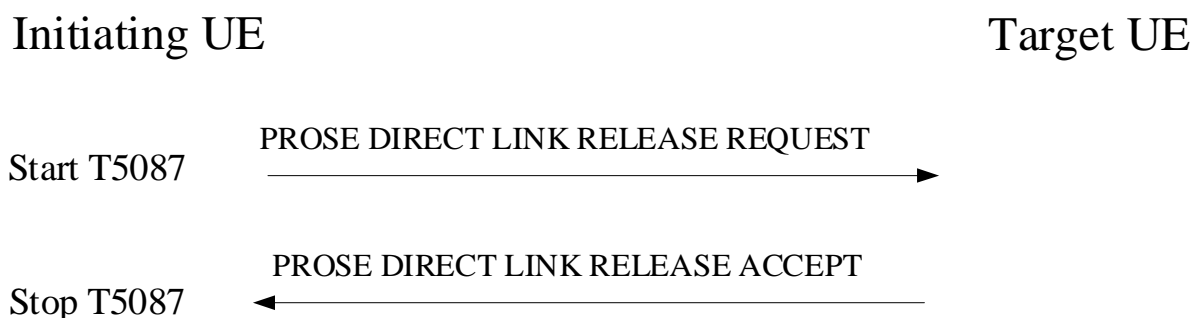 Initiating UE
Target UE
PROSE DIRECT LINK RELEASE REQUEST
Start T5087
PROSE DIRECT LINK RELEASE ACCEPT
Stop T5087